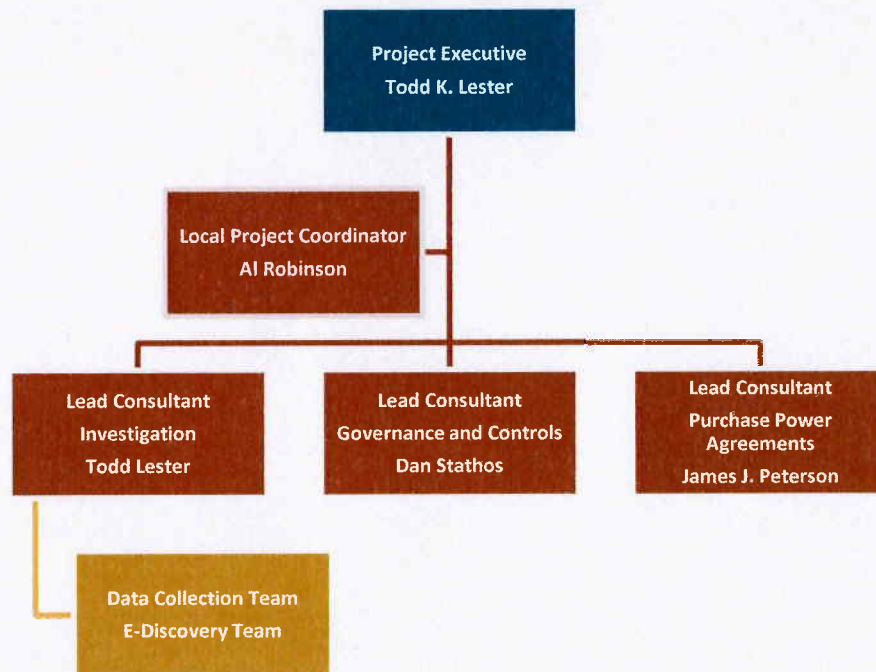 Project Executive
Todd K. Lester
Local Project Coordinator
Al Robinson
Lead Consultant
Investigation
Todd Lester
Lead Consultant
Governance and Controls
Dan Stathos
Lead Consultant
Purchase Power
Agreements
James J. Peterson
Data Collection Team
E-Discovery Team